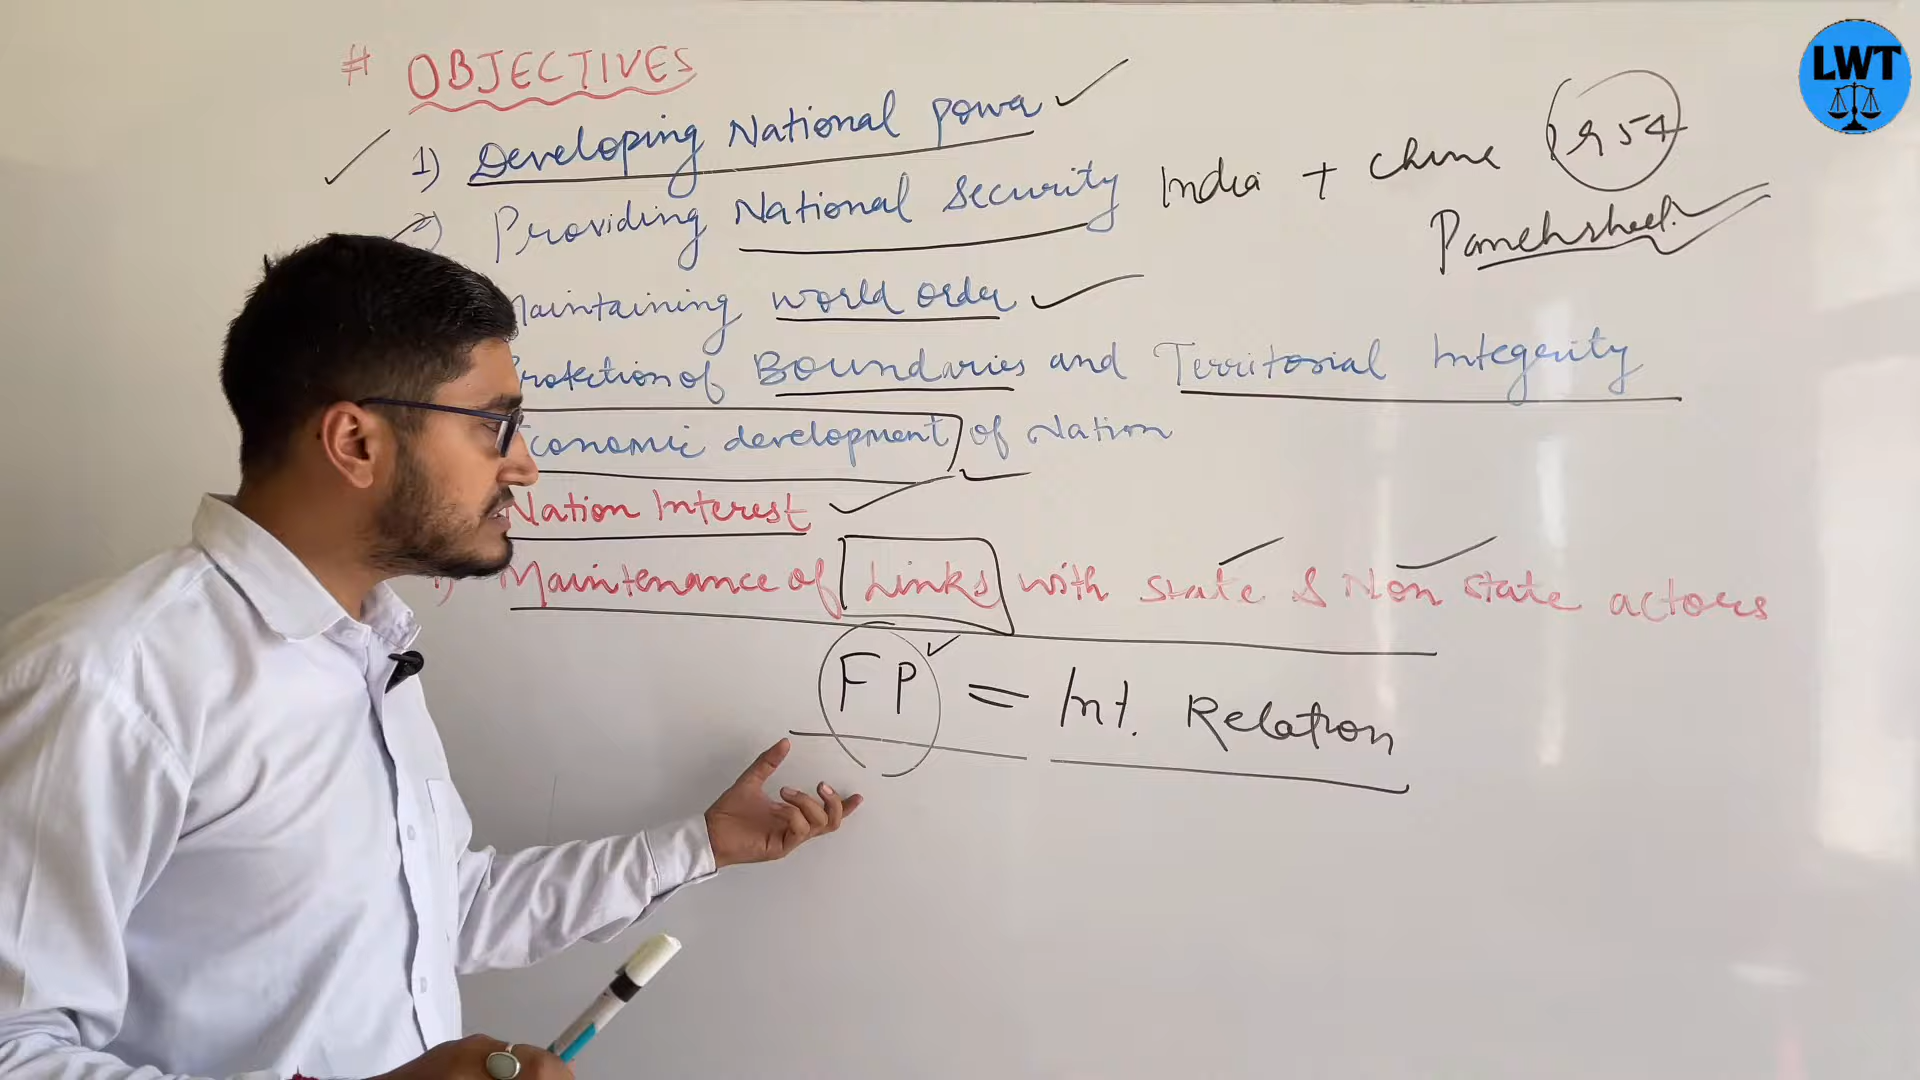 # OBJECTIVES
1) Developing National power
2) Providing National Security India + China 1954
Panchsheel.
Maintaining world order
Protection of Boundaries and Territorial Integerity
Economic development of Nation
Nation Interest
Maintenance of Links with State & Non State actors
FP = Int. Relation
LWT